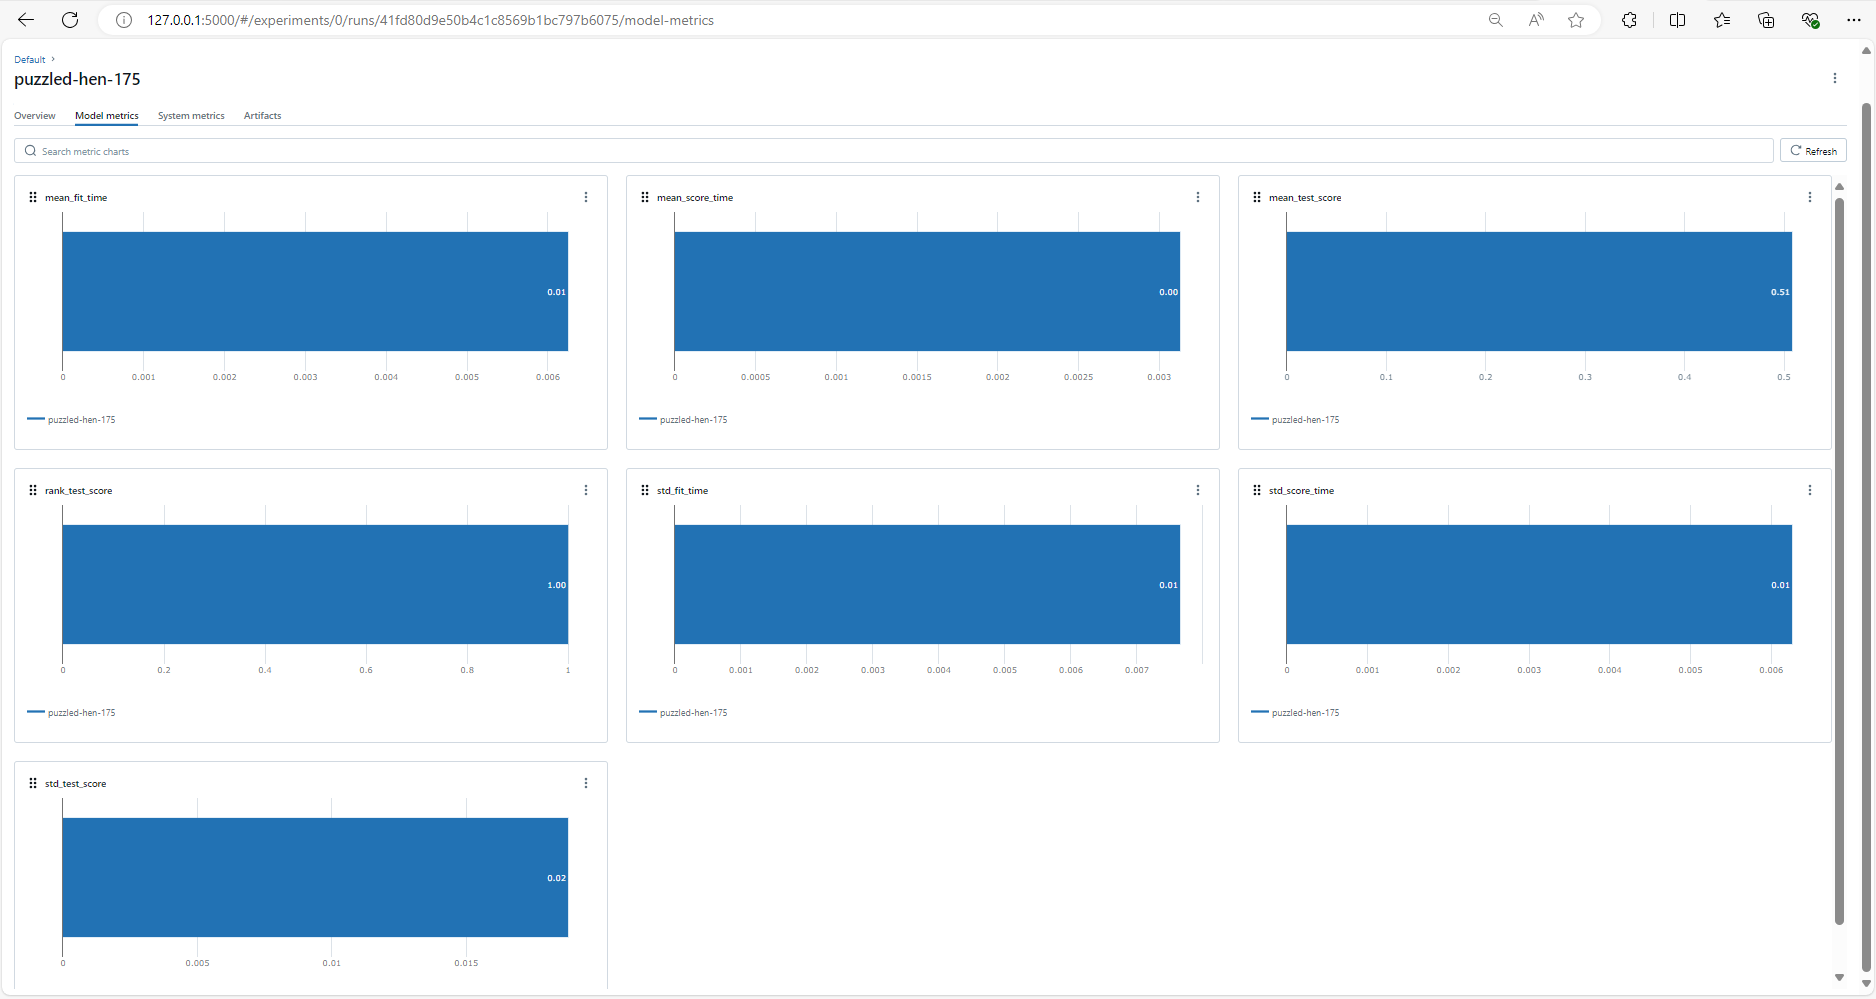 127.0.0.1:5000/#/experiments/0/runs/41fd80d9e50b4c1c8569b1bc797b6075/model-metrics
Default
puzzled-hen-175
Overview Model metrics System metrics Artifacts
Search metric charts
Refresh
mean_fit_time
0.01
0 0.001 0.002 0.003 0.004 0.005 0.006
puzzled-hen-175
mean_score_time
0.00
0 0.0005 0.001 0.0015 0.002 0.0025 0.003
puzzled-hen-175
mean_test_score
0.51
0 0.1 0.2 0.3 0.4 0.5
puzzled-hen-175
rank_test_score
1.00
0 0.2 0.4 0.6 0.8 1
puzzled-hen-175
std_fit_time
0.01
0 0.001 0.002 0.003 0.004 0.005 0.006 0.007
puzzled-hen-175
std_score_time
0.01
0 0.001 0.002 0.003 0.004 0.005 0.006
puzzled-hen-175
std_test_score
0.02
0 0.005 0.01 0.015